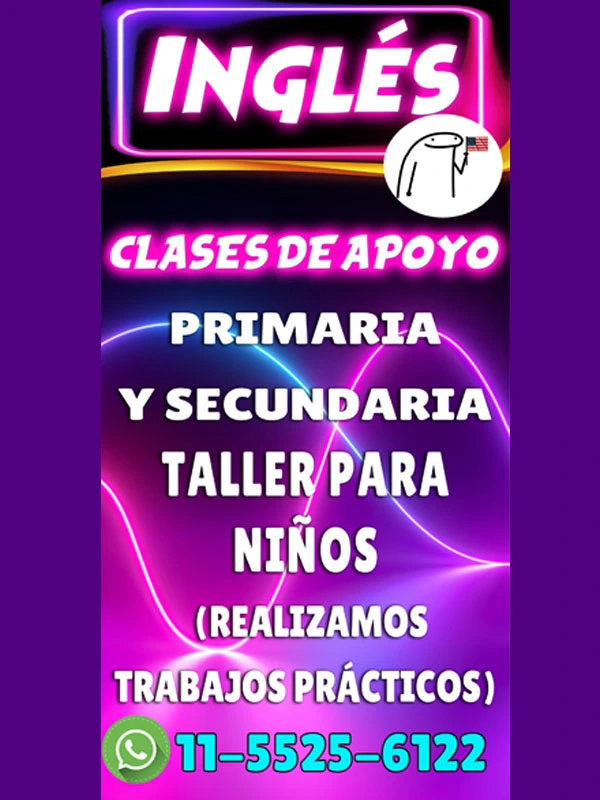 INGLÉS
CLASES DE APOYO
PRIMARIA
Y SECUNDARIA
TALLER PARA
NIÑOS
(REALIZAMOS
TRABAJOS PRÁCTICOS)
11-5525-6122